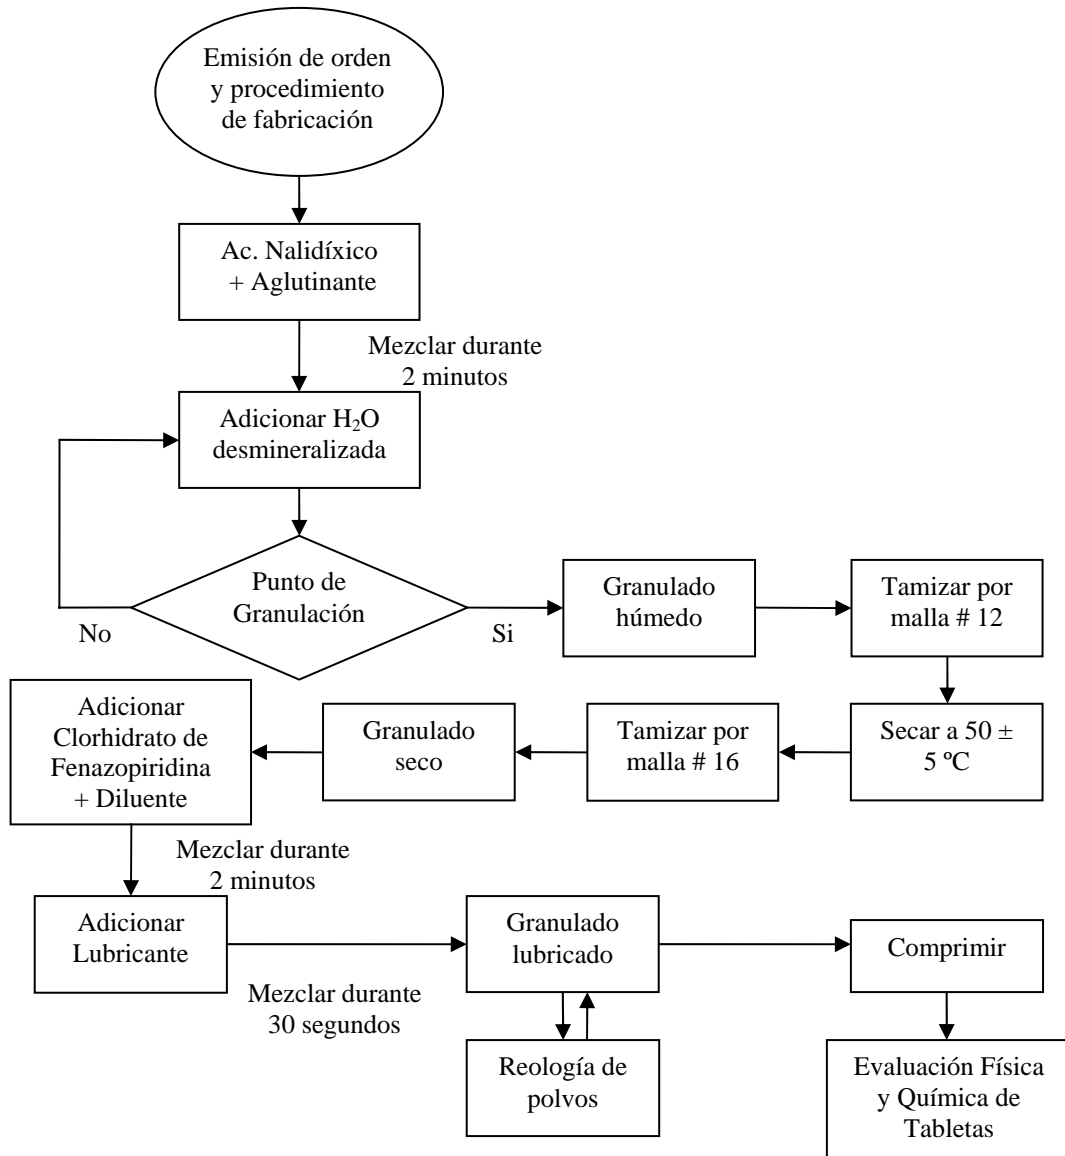 Emisión de orden
y procedimiento
de fabricación
Ac. Nalidíxico
+ Aglutinante
Mezclar durante
2 minutos
Adicionar H₂O
desmineralizada
Punto de
Granulación
No
Si
Granulado
húmedo
Tamizar por
malla # 12
Secar a 50 ±
5 ºC
Tamizar por
malla # 16
Granulado
seco
Adicionar
Clorhidrato de
Fenazopiridina
+ Diluente
Mezclar durante
2 minutos
Adicionar
Lubricante
Mezclar durante
30 segundos
Granulado
lubricado
Reología de
polvos
Comprimir
Evaluación Física
y Química de
Tabletas